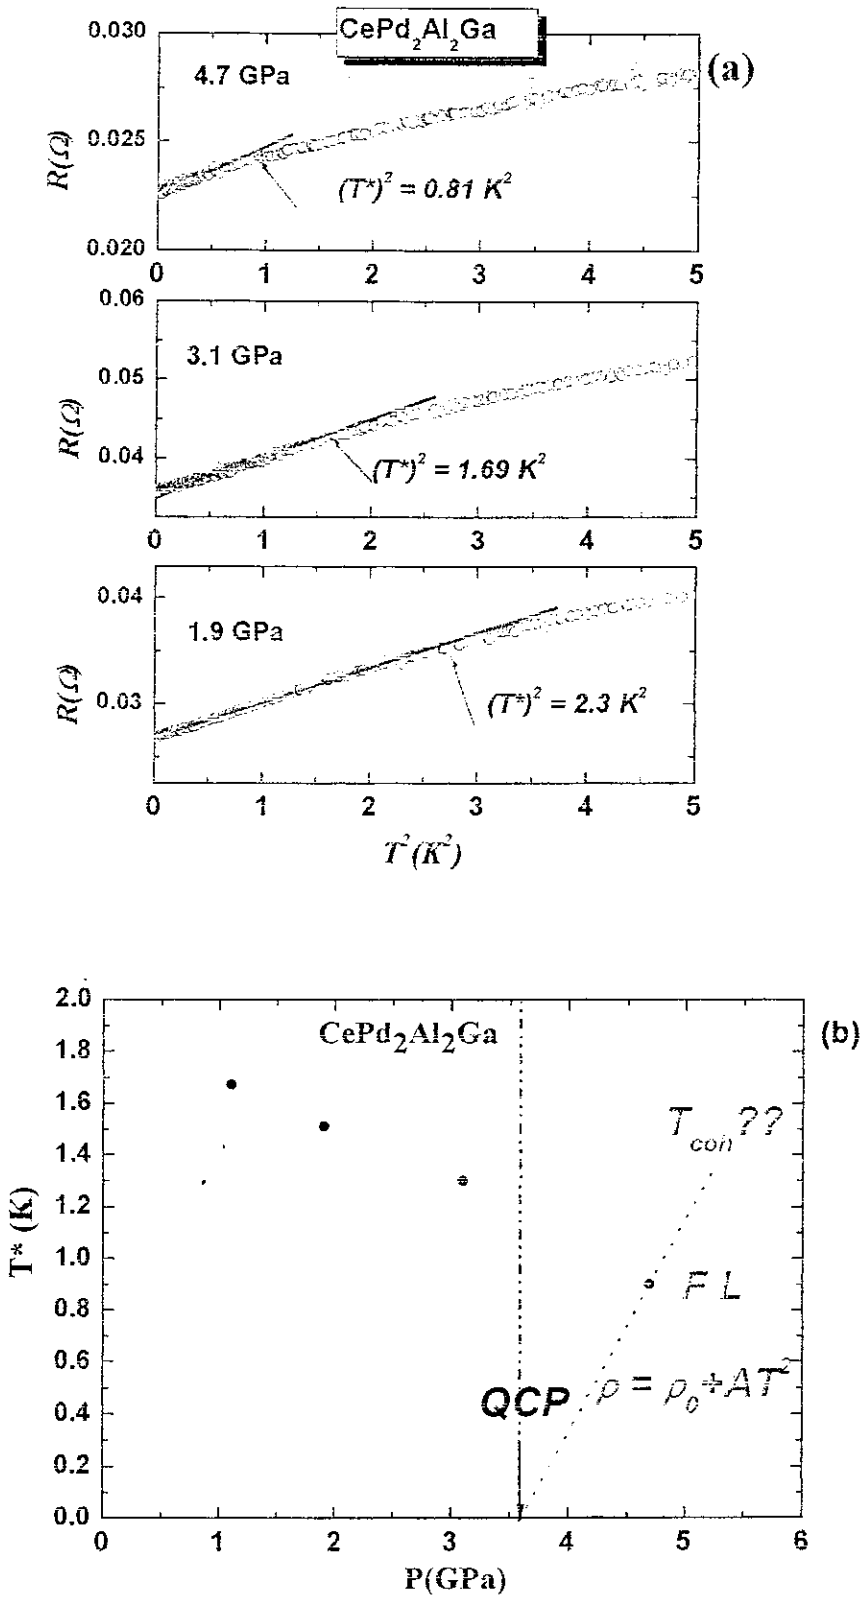 CePd₂Al₂Ga
(a)
0.030
0.025
0.020
R(Ω)
4.7 GPa
(T*)² = 0.81 K²
0 1 2 3 4 5
0.06
0.05
0.04
R(Ω)
3.1 GPa
(T*)² = 1.69 K²
0 1 2 3 4 5
0.04
0.03
R(Ω)
1.9 GPa
(T*)² = 2.3 K²
0 1 2 3 4 5
T²(K²)
(b)
CePd₂Al₂Ga
2.0
1.8
1.6
1.4
1.2
1.0
0.8
0.6
0.4
0.2
0.0
T* (K)
T_coh ??
FL
QCP
ρ = ρ₀+AT²
0 1 2 3 4 5 6
P(GPa)